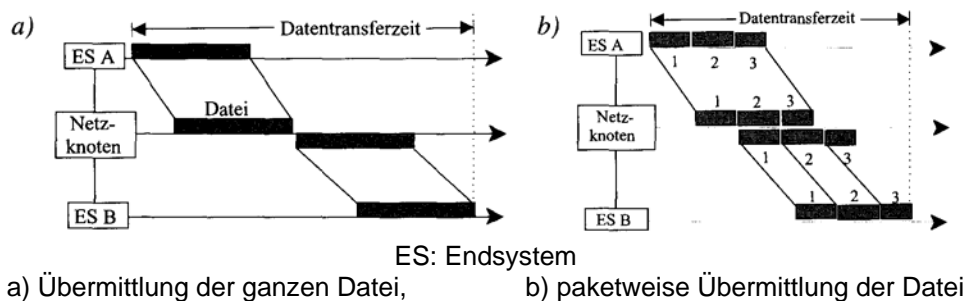 a)
Datentransferzeit
ES A
Datei
Netz-
knoten
ES B
b)
Datentransferzeit
ES A
1 2 3
1 2 3
Netz-
knoten
1 2 3
1 2 3
ES B
ES: Endsystem
a) Übermittlung der ganzen Datei, b) paketweise Übermittlung der Datei